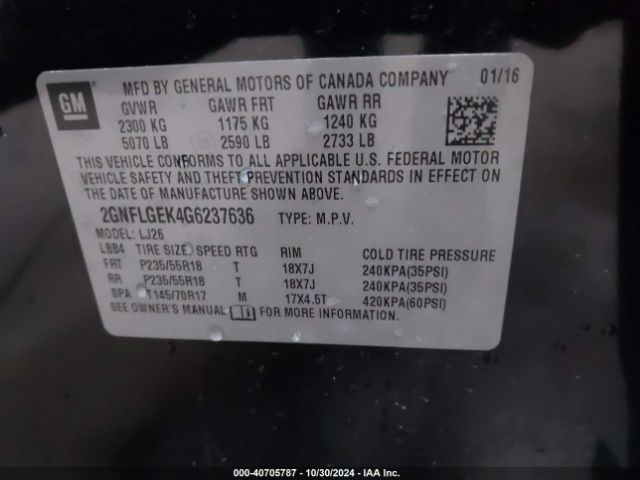 GM
MFD BY GENERAL MOTORS OF CANADA COMPANY 01/16
GVWR GAWR FRT GAWR RR
2300 KG 1175 KG 1240 KG
5070 LB 2590 LB 2733 LB
THIS VEHICLE CONFORMS TO ALL APPLICABLE U.S. FEDERAL MOTOR
VEHICLE SAFETY AND THEFT PREVENTION STANDARDS IN EFFECT ON
THE DATE OF MANUFACTURE SHOWN ABOVE.
2GNFLGEK4G6237636 TYPE: M.P.V.
MODEL: LJ26
LBB4 TIRE SIZE SPEED RTG RIM COLD TIRE PRESSURE
FRT P235/55R18 T 18X7J 240KPA(35PSI)
RR P235/55R18 T 18X7J 240KPA(35PSI)
SPA T145/70R17 M 17X4.5T 420KPA(60PSI)
SEE OWNER'S MANUAL FOR MORE INFORMATION.
000-40705787 - 10/30/2024 - IAA Inc.